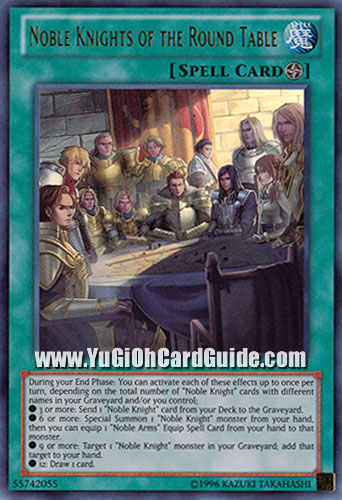 NOBLE KNIGHTS OF THE ROUND TABLE
[SPELL CARD]
www.YuGiOhCardGuide.com
During your End Phase: You can activate each of these effects up to once per
turn, depending on the total number of "Noble Knight" cards with different
names in your Graveyard and/or you control;
● 3 or more: Send 1 "Noble Knight" card from your Deck to the Graveyard.
● 6 or more: Special Summon 1 "Noble Knight" monster from your hand,
then you can equip 1 "Noble Arms" Equip Spell Card from your hand to that
monster.
● 9 or more: Target 1 "Noble Knight" monster in your Graveyard; add that
target to your hand.
● 12: Draw 1 card.
55742055
©1996 KAZUKI TAKAHASHI